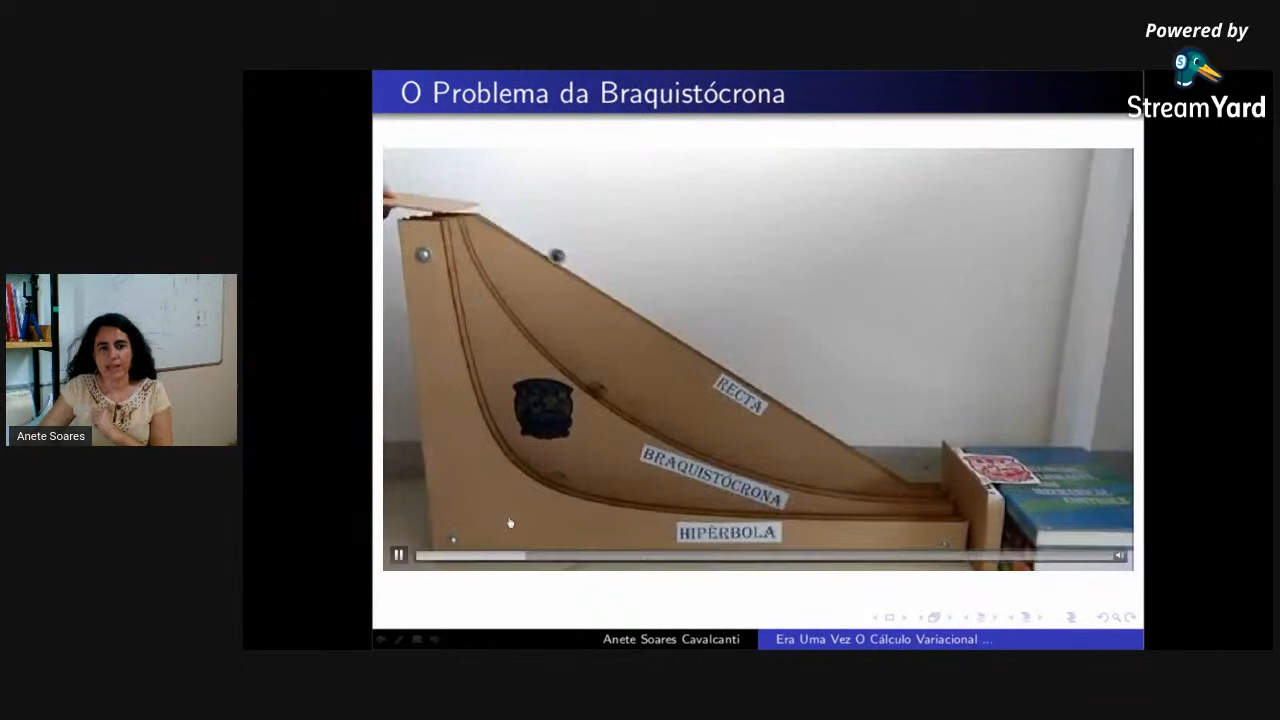 Powered by
StreamYard
O Problema da Braquistócrona
RECTA
BRAQUISTÓCRONA
HIPÉRBOLA
Anete Soares
Anete Soares Cavalcanti
Era Uma Vez O Cálculo Variacional ...